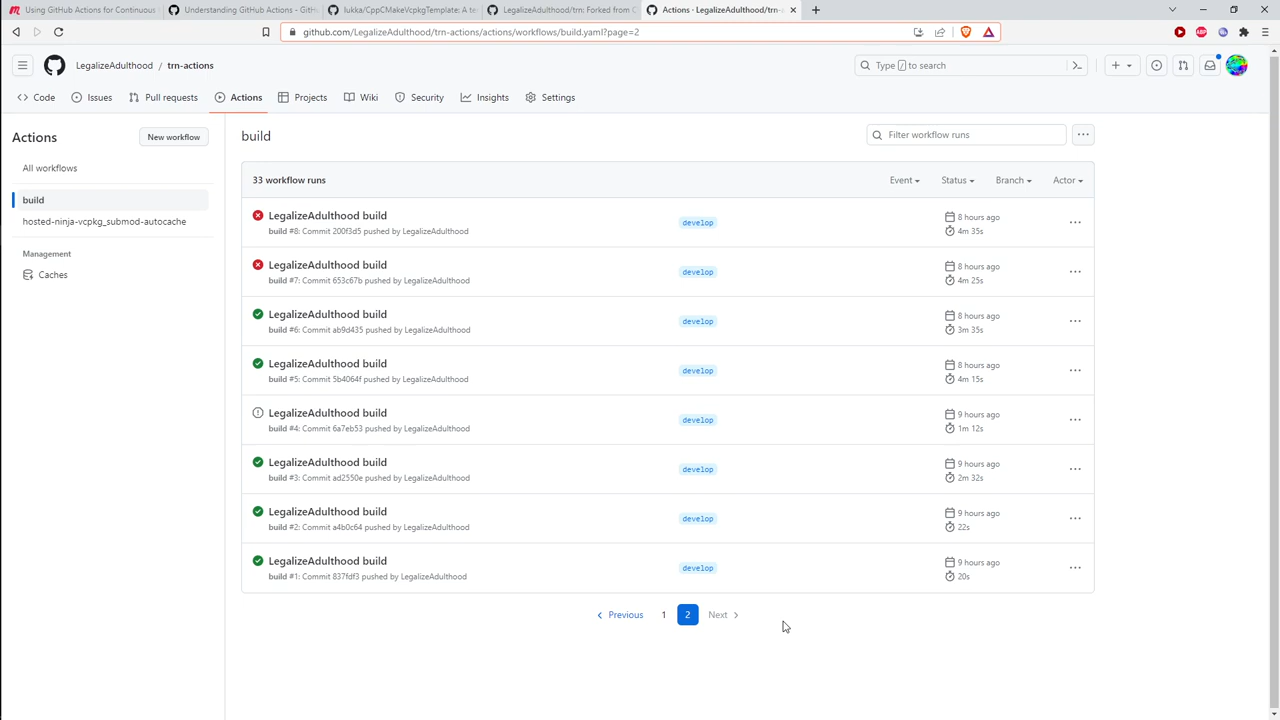 Using GitHub Actions for Continuous
Understanding GitHub Actions - GitH
lukka/CppCMakeVcpkgTemplate: A te
LegalizeAdulthood/trn: Forked from C
Actions - LegalizeAdulthood/trn-a
github.com/LegalizeAdulthood/trn-actions/actions/workflows/build.yaml?page=2
LegalizeAdulthood / trn-actions
Type / to search
Code
Issues
Pull requests
Actions
Projects
Wiki
Security
Insights
Settings
Actions
New workflow
All workflows
build
hosted-ninja-vcpkg_submod-autocache
Management
Caches
build
Filter workflow runs
33 workflow runs
Event
Status
Branch
Actor
LegalizeAdulthood build
build #8: Commit 200f3d5 pushed by LegalizeAdulthood
develop
8 hours ago
4m 35s
LegalizeAdulthood build
build #7: Commit 653c67b pushed by LegalizeAdulthood
develop
8 hours ago
4m 25s
LegalizeAdulthood build
build #6: Commit ab9d435 pushed by LegalizeAdulthood
develop
8 hours ago
3m 35s
LegalizeAdulthood build
build #5: Commit 5b4064f pushed by LegalizeAdulthood
develop
8 hours ago
4m 15s
LegalizeAdulthood build
build #4: Commit 6a7eb53 pushed by LegalizeAdulthood
develop
9 hours ago
1m 12s
LegalizeAdulthood build
build #3: Commit ad2550e pushed by LegalizeAdulthood
develop
9 hours ago
2m 32s
LegalizeAdulthood build
build #2: Commit a4b0c64 pushed by LegalizeAdulthood
develop
9 hours ago
22s
LegalizeAdulthood build
build #1: Commit 837fdf3 pushed by LegalizeAdulthood
develop
9 hours ago
20s
Previous 1 2 Next